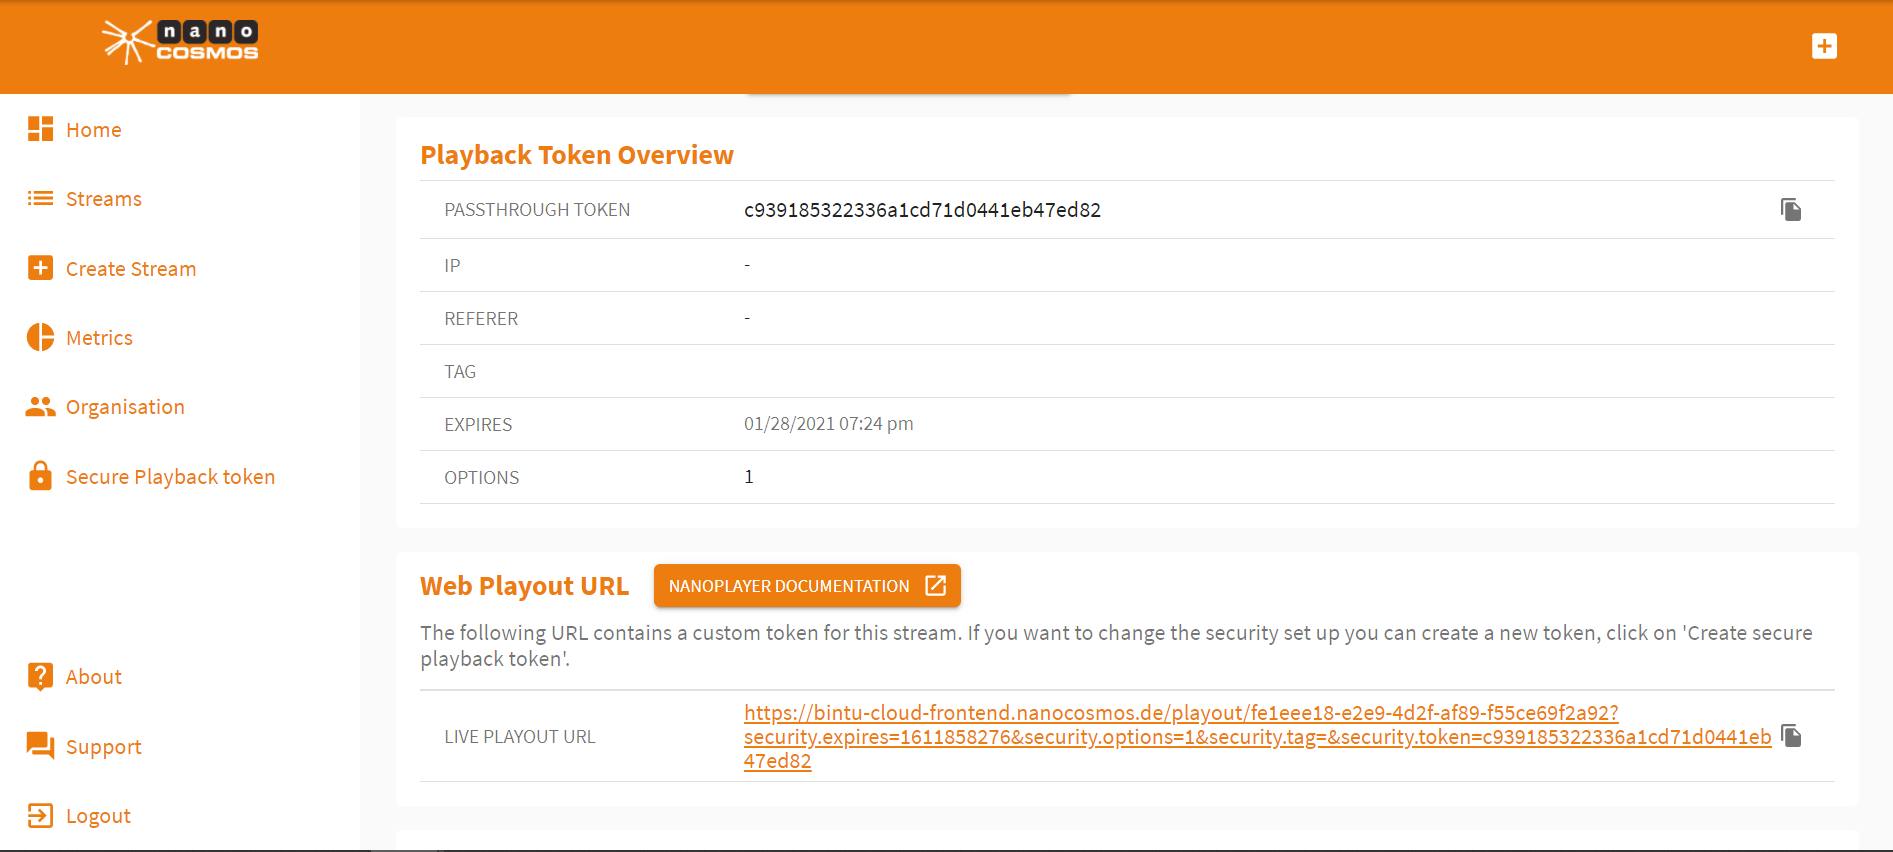 nano
COSMOS
Home
Streams
Create Stream
Metrics
Organisation
Secure Playback token
About
Support
Logout
Playback Token Overview
PASSTHROUGH TOKEN c939185322336a1cd71d0441eb47ed82
IP -
REFERER -
TAG
EXPIRES 01/28/2021 07:24 pm
OPTIONS 1
Web Playout URL NANOPLAYER DOCUMENTATION
The following URL contains a custom token for this stream. If you want to change the security set up you can create a new token, click on 'Create secure
playback token'.
LIVE PLAYOUT URL
https://bintu-cloud-frontend.nanocosmos.de/playout/fe1eee18-e2e9-4d2f-af89-f55ce69f2a92?
security.expires=1611858276&security.options=1&security.tag=&security.token=c939185322336a1cd71d0441eb
47ed82